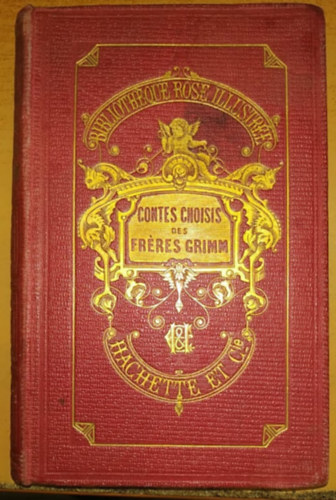 BIBLIOTHÈQUE ROSE ILLUSTRÉE
CONTES CHOISIS
DES
FRÈRES GRIMM
H&C
HACHETTE ET Cie